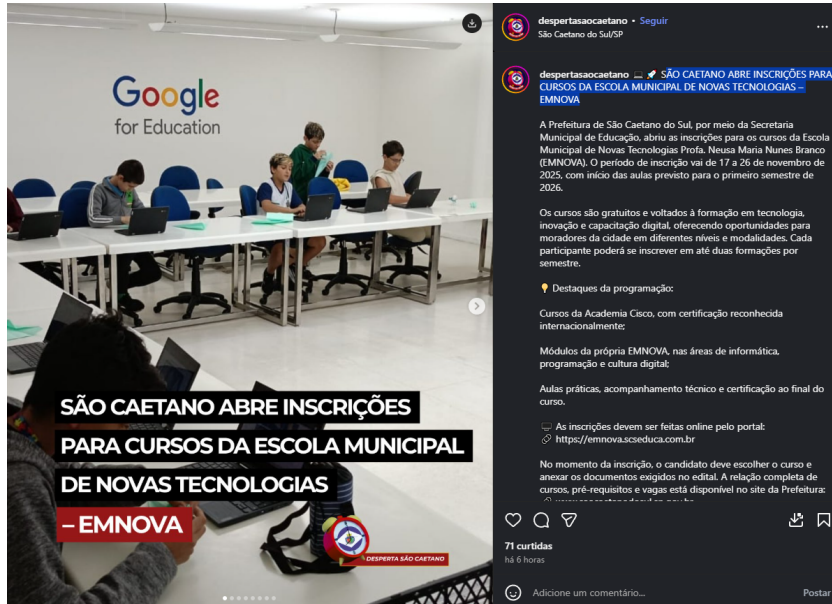 Google
for Education
SÃO CAETANO ABRE INSCRIÇÕES
PARA CURSOS DA ESCOLA MUNICIPAL
DE NOVAS TECNOLOGIAS
– EMNOVA
DESPERTA SÃO CAETANO
despertasaocaetano • Seguir
São Caetano do Sul/SP
despertasaocaetano 💻 🚀 SÃO CAETANO ABRE INSCRIÇÕES PARA
CURSOS DA ESCOLA MUNICIPAL DE NOVAS TECNOLOGIAS –
EMNOVA
A Prefeitura de São Caetano do Sul, por meio da Secretaria
Municipal de Educação, abriu as inscrições para os cursos da Escola
Municipal de Novas Tecnologias Profa. Neusa Maria Nunes Branco
(EMNOVA). O período de inscrição vai de 17 a 26 de novembro de
2025, com início das aulas previsto para o primeiro semestre de
2026.
Os cursos são gratuitos e voltados à formação em tecnologia,
inovação e capacitação digital, oferecendo oportunidades para
moradores da cidade em diferentes níveis e modalidades. Cada
participante poderá se inscrever em até duas formações por
semestre.
💡 Destaques da programação:
Cursos da Academia Cisco, com certificação reconhecida
internacionalmente;
Módulos da própria EMNOVA, nas áreas de informática,
programação e cultura digital;
Aulas práticas, acompanhamento técnico e certificação ao final do
curso.
🖥️ As inscrições devem ser feitas online pelo portal:
🔗 https://emnova.scseduca.com.br
No momento da inscrição, o candidato deve escolher o curso e
anexar os documentos exigidos no edital. A relação completa de
cursos, pré-requisitos e vagas está disponível no site da Prefeitura:
71 curtidas
há 6 horas
Adicione um comentário...
Postar